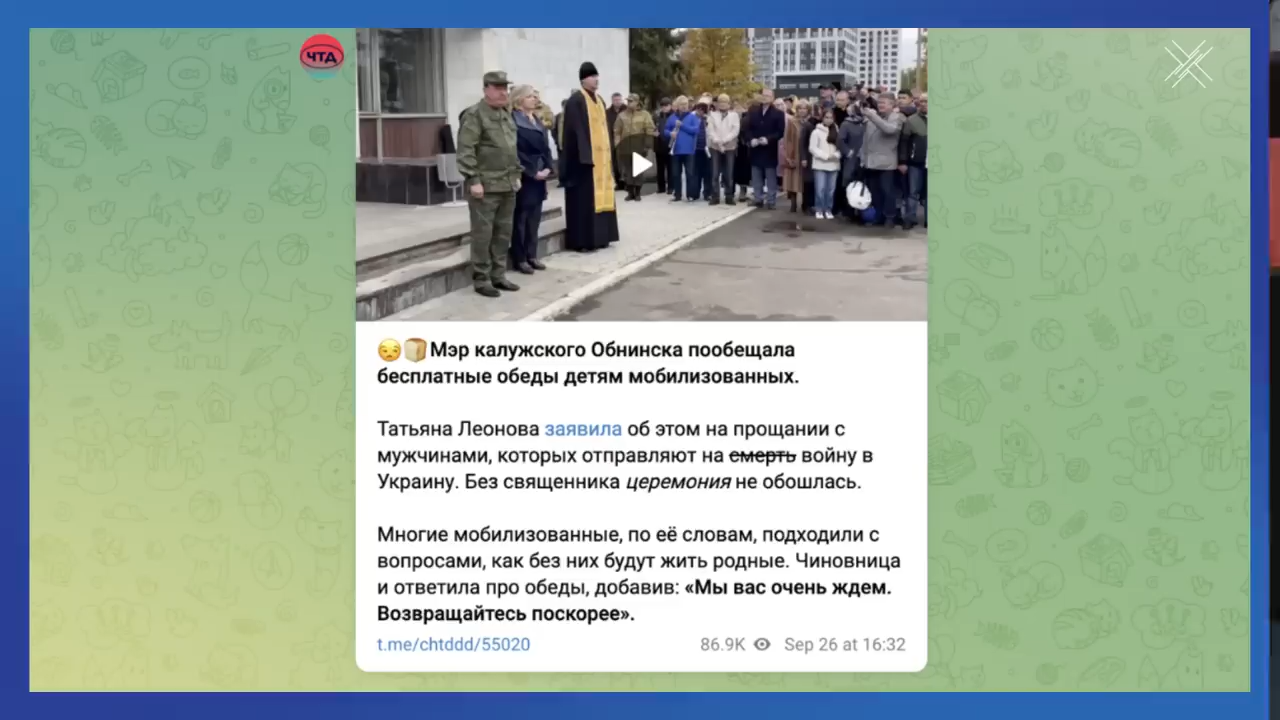 ЧТД
😒🍞Мэр калужского Обнинска пообещала
бесплатные обеды детям мобилизованных.
Татьяна Леонова заявила об этом на прощании с
мужчинами, которых отправляют на смерть войну в
Украину. Без священника церемония не обошлась.
Многие мобилизованные, по её словам, подходили с
вопросами, как без них будут жить родные. Чиновница
и ответила про обеды, добавив: «Мы вас очень ждем.
Возвращайтесь поскорее».
t.me/chtddd/55020 86.9K Sep 26 at 16:32